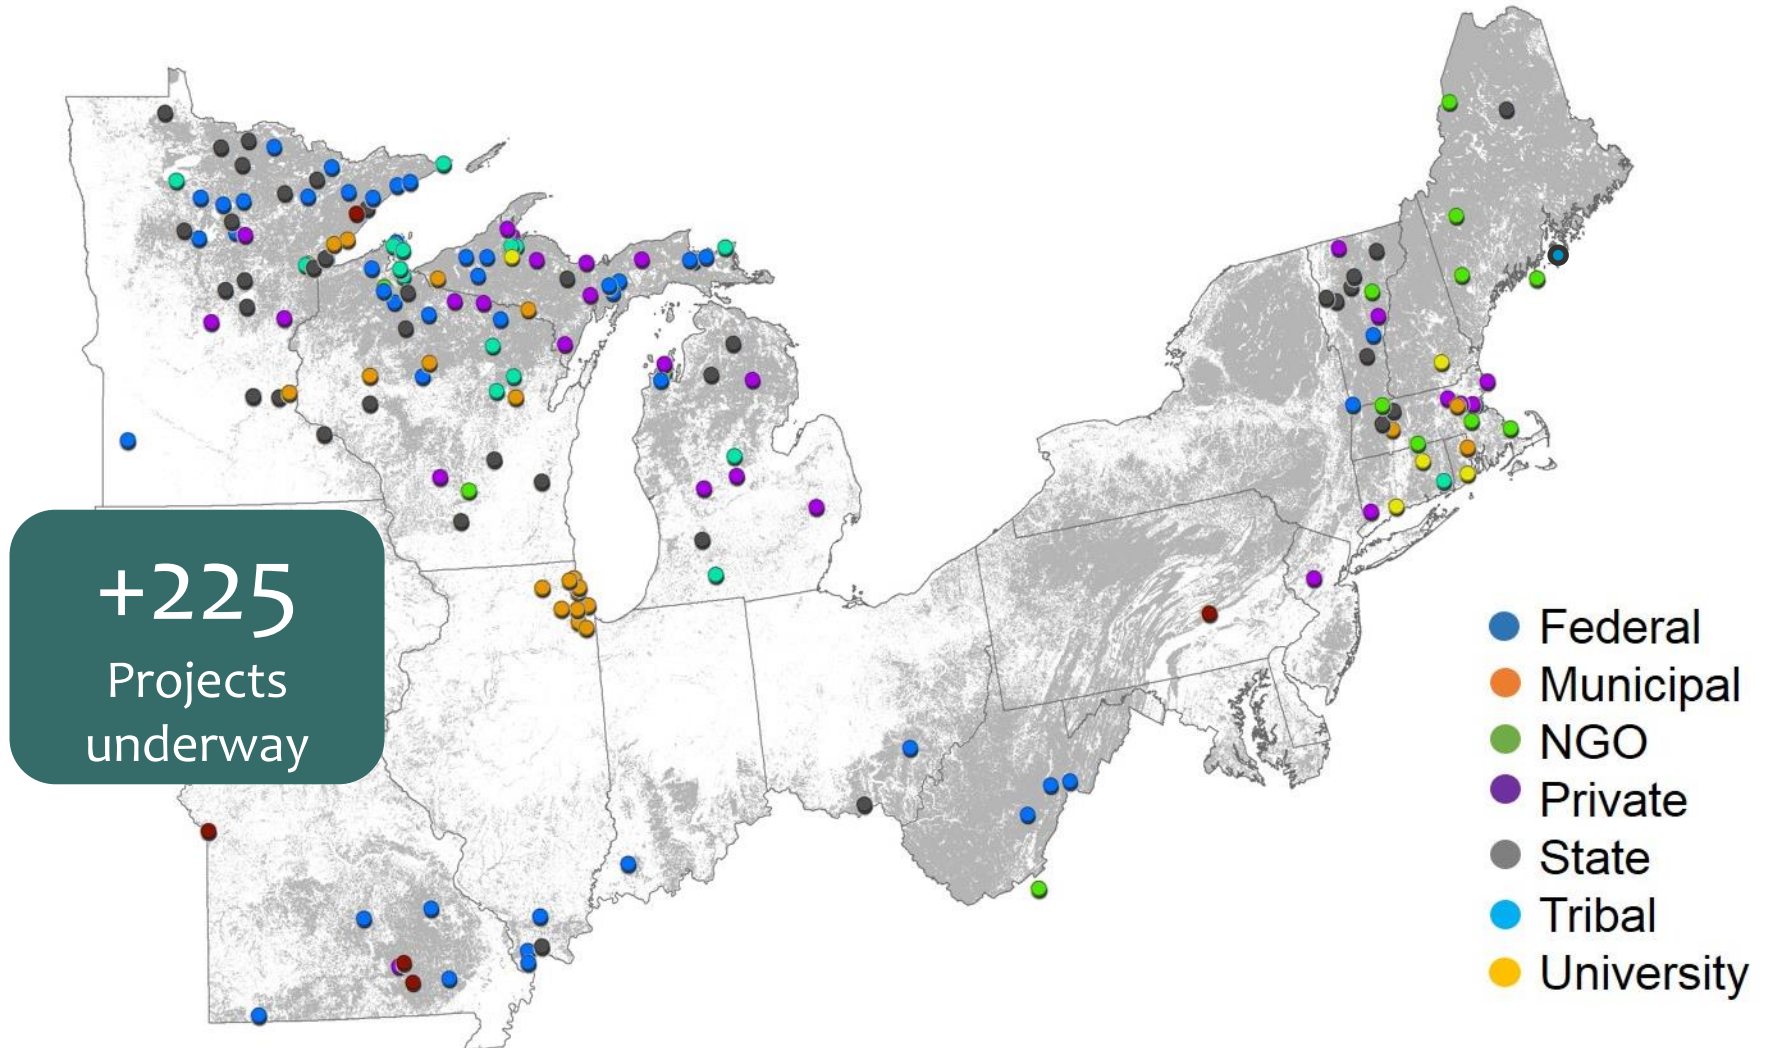 +225
Projects
underway
Federal
Municipal
NGO
Private
State
Tribal
University